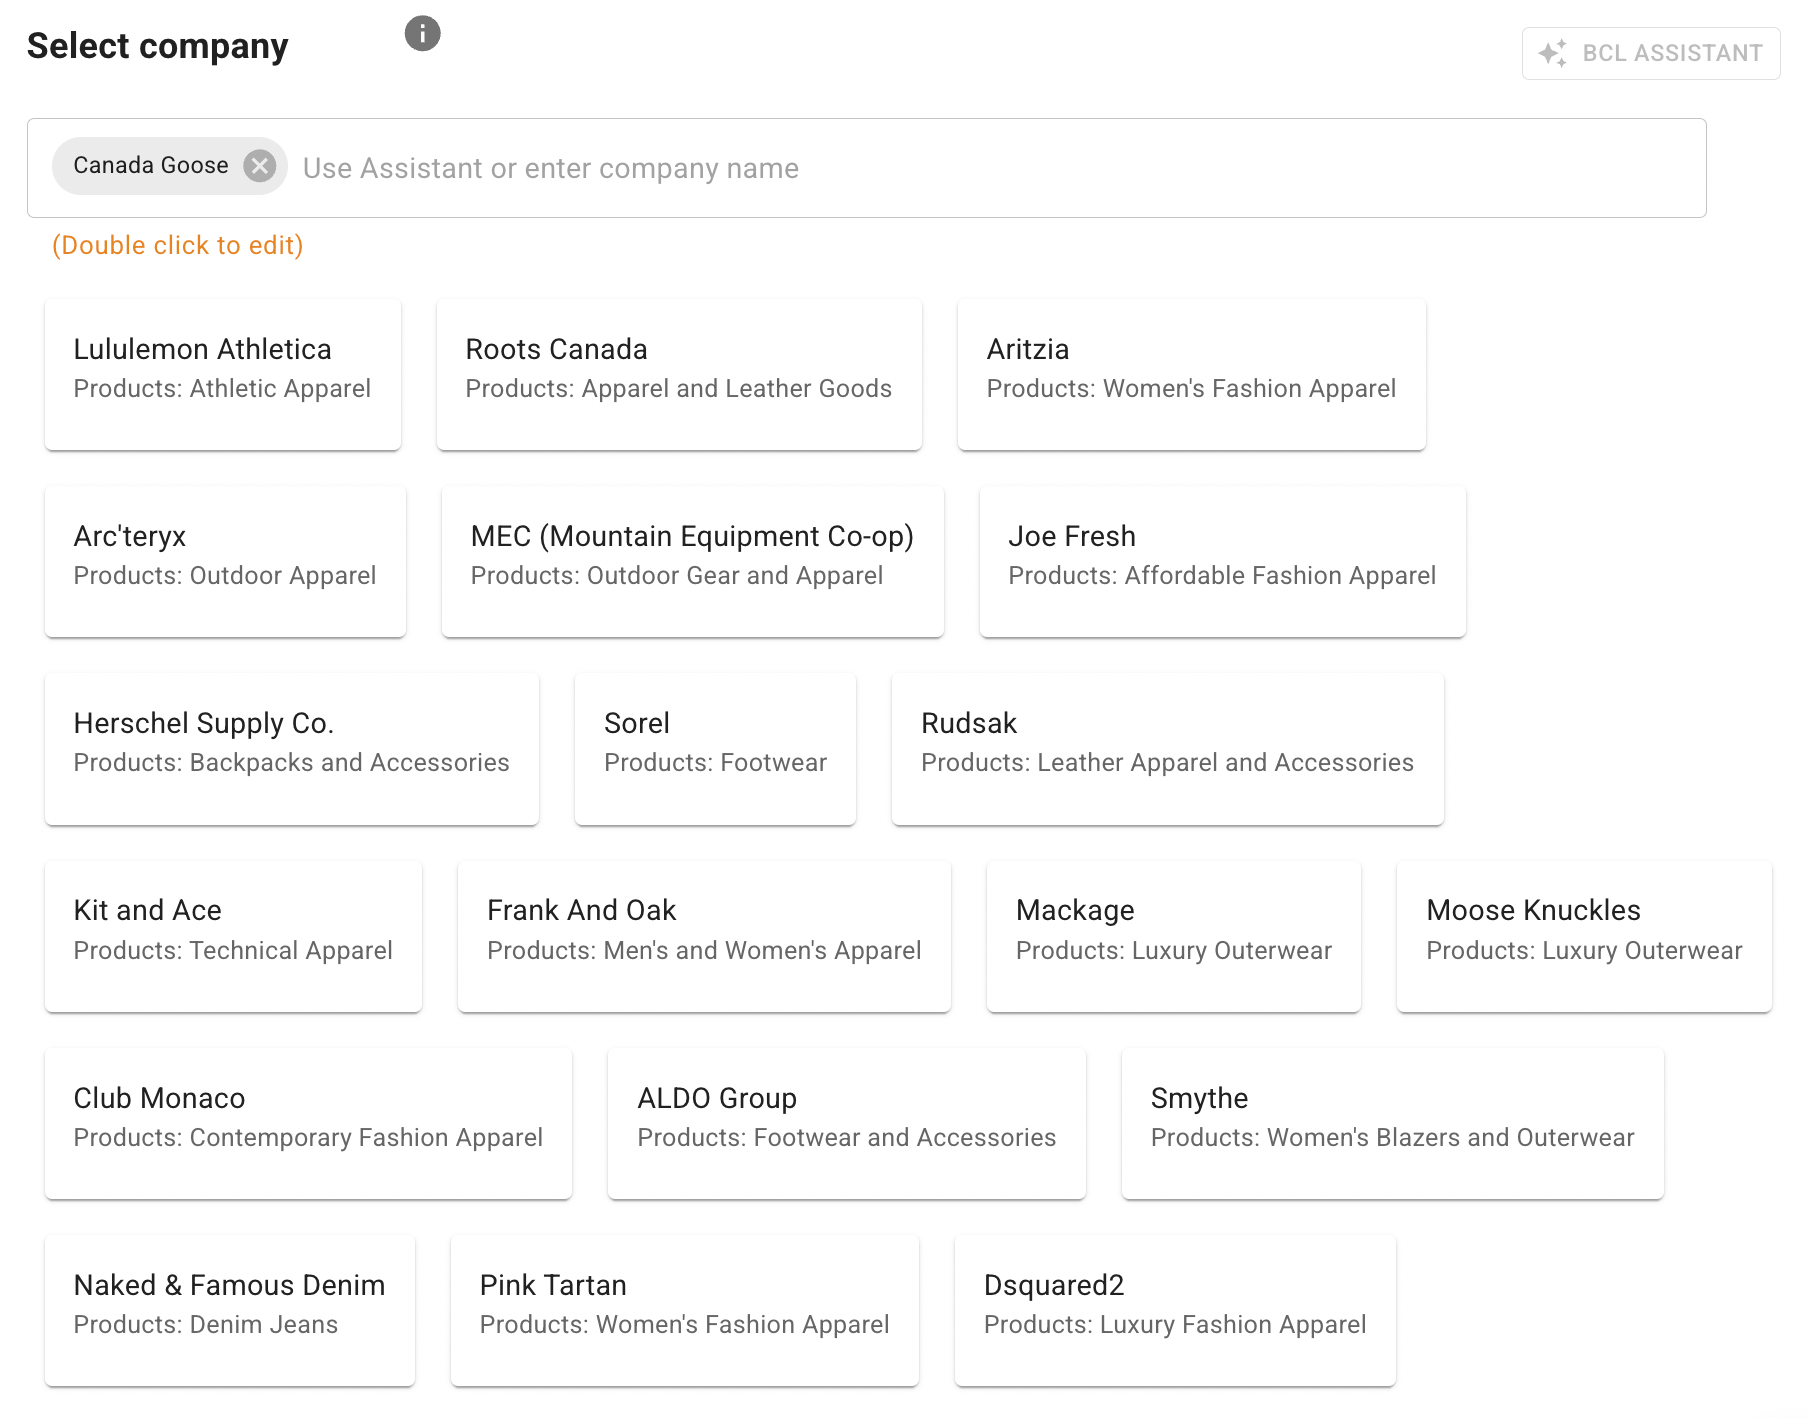 Select company
BCL ASSISTANT
Canada Goose Use Assistant or enter company name
(Double click to edit)
Lululemon Athletica
Products: Athletic Apparel
Roots Canada
Products: Apparel and Leather Goods
Aritzia
Products: Women's Fashion Apparel
Arc'teryx
Products: Outdoor Apparel
MEC (Mountain Equipment Co-op)
Products: Outdoor Gear and Apparel
Joe Fresh
Products: Affordable Fashion Apparel
Herschel Supply Co.
Products: Backpacks and Accessories
Sorel
Products: Footwear
Rudsak
Products: Leather Apparel and Accessories
Kit and Ace
Products: Technical Apparel
Frank And Oak
Products: Men's and Women's Apparel
Mackage
Products: Luxury Outerwear
Moose Knuckles
Products: Luxury Outerwear
Club Monaco
Products: Contemporary Fashion Apparel
ALDO Group
Products: Footwear and Accessories
Smythe
Products: Women's Blazers and Outerwear
Naked & Famous Denim
Products: Denim Jeans
Pink Tartan
Products: Women's Fashion Apparel
Dsquared2
Products: Luxury Fashion Apparel